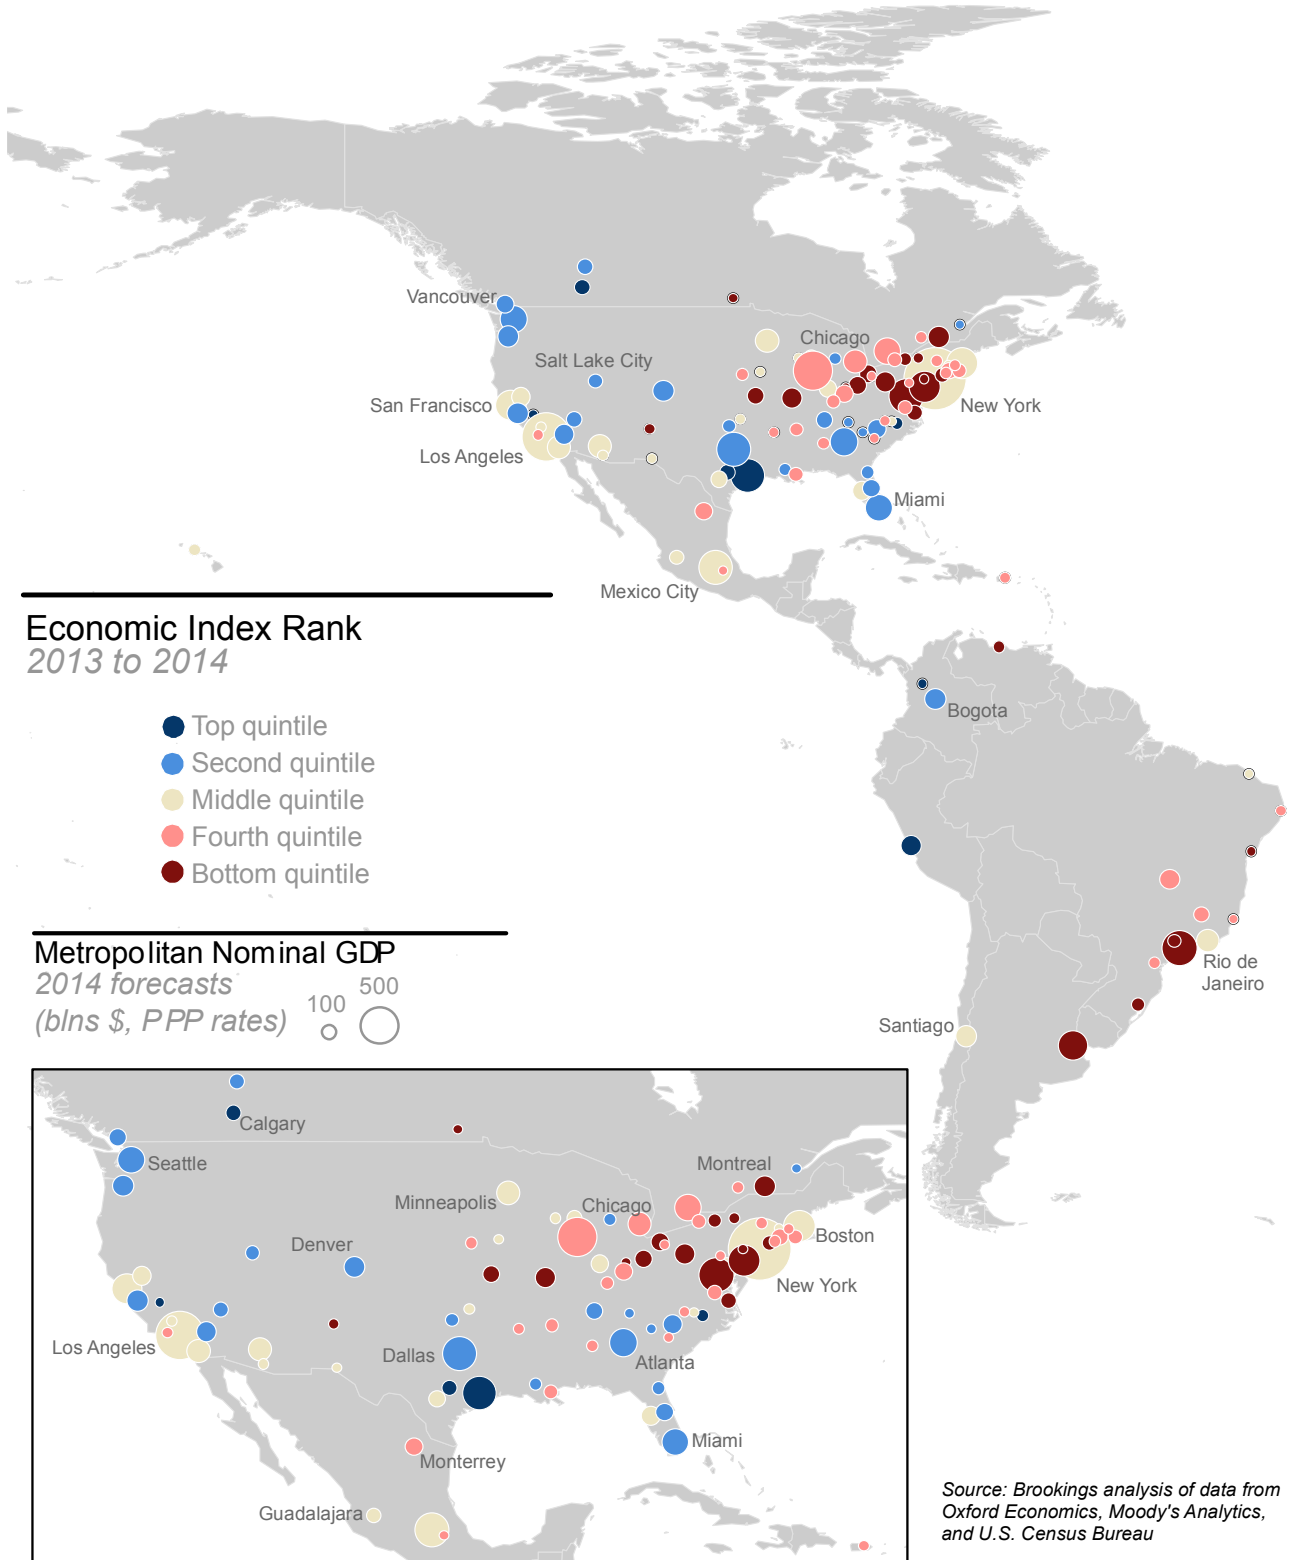 Vancouver
Chicago
Salt Lake City
San Francisco
New York
Los Angeles
Miami
Mexico City
Economic Index Rank
2013 to 2014
Bogota
Top quintile
Second quintile
Middle quintile
Fourth quintile
Bottom quintile
Metropolitan Nominal GDP
2014 forecasts
(blns $, PPP rates)
100
500
Rio de
Janeiro
Santiago
Calgary
Seattle
Montreal
Minneapolis
Chicago
Denver
Boston
New York
Los Angeles
Dallas
Atlanta
Miami
Monterrey
Guadalajara
Source: Brookings analysis of data from
Oxford Economics, Moody's Analytics,
and U.S. Census Bureau